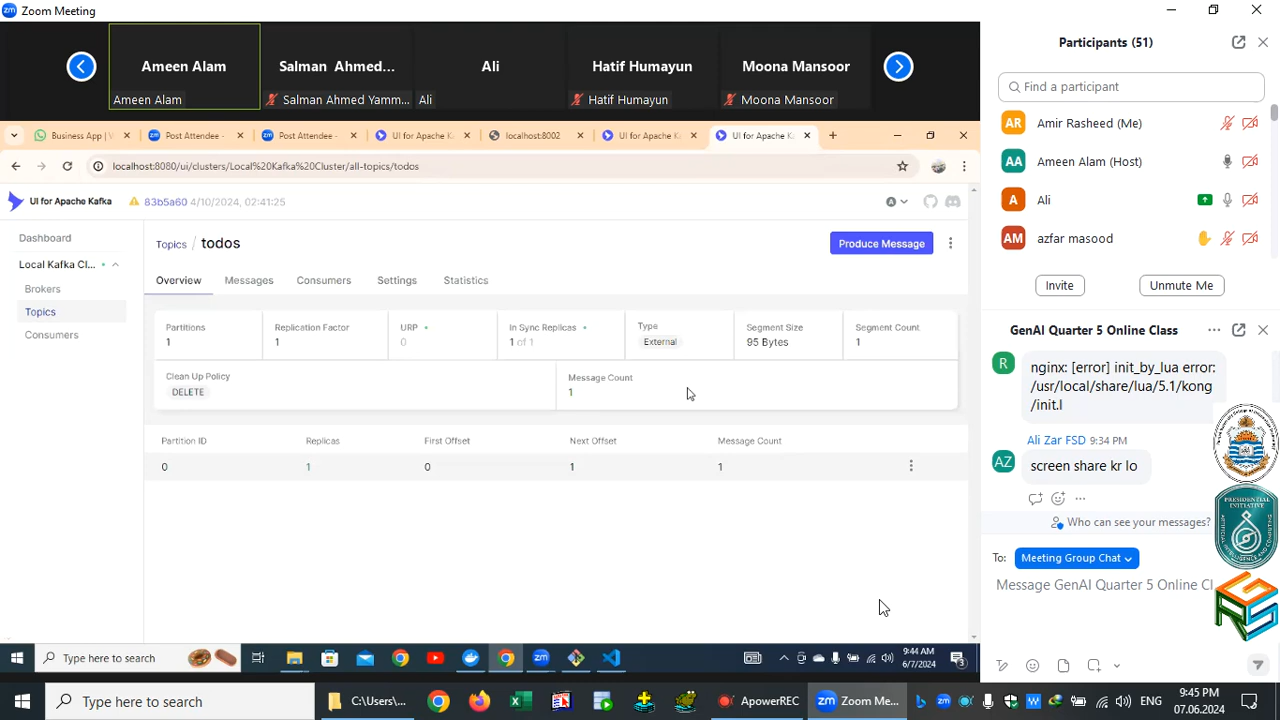 Zoom Meeting
Ameen Alam
Salman Ahmed...
Ali
Hatif Humayun
Moona Mansoor
Ameen Alam
Salman Ahmed Yamm...
Ali
Hatif Humayun
Moona Mansoor
Business App | V
Post Attendee -
Post Attendee -
UI for Apache Ka
localhost:8002
UI for Apache Ka
UI for Apache Ka
localhost:8080/ui/clusters/Local%20Kafka%20Cluster/all-topics/todos
UI for Apache Kafka
83b5a60 4/10/2024, 02:41:25
A
Dashboard
Local Kafka Cl...
Brokers
Topics
Consumers
Topics / todos
Produce Message
Overview Messages Consumers Settings Statistics
Partitions
1
Replication Factor
1
URP
0
In Sync Replicas
1 of 1
Type
External
Segment Size
95 Bytes
Segment Count
1
Clean Up Policy
DELETE
Message Count
1
Partition ID Replicas First Offset Next Offset Message Count
0 1 0 1 1
Type here to search
9:44 AM
6/7/2024
3
Participants (51)
Find a participant
AR Amir Rasheed (Me)
AA Ameen Alam (Host)
A Ali
AM azfar masood
Invite
Unmute Me
GenAI Quarter 5 Online Class
R
nginx: [error] init_by_lua error:
/usr/local/share/lua/5.1/kong
/init.l
Ali Zar FSD 9:34 PM
AZ
screen share kr lo
Who can see your messages?
PRESIDENTIAL
INITIATIVE
To: Meeting Group Chat
Message GenAI Quarter 5 Online Cl
Type here to search
C:\Users\...
ApowerREC
Zoom Me...
ENG
9:45 PM
07.06.2024